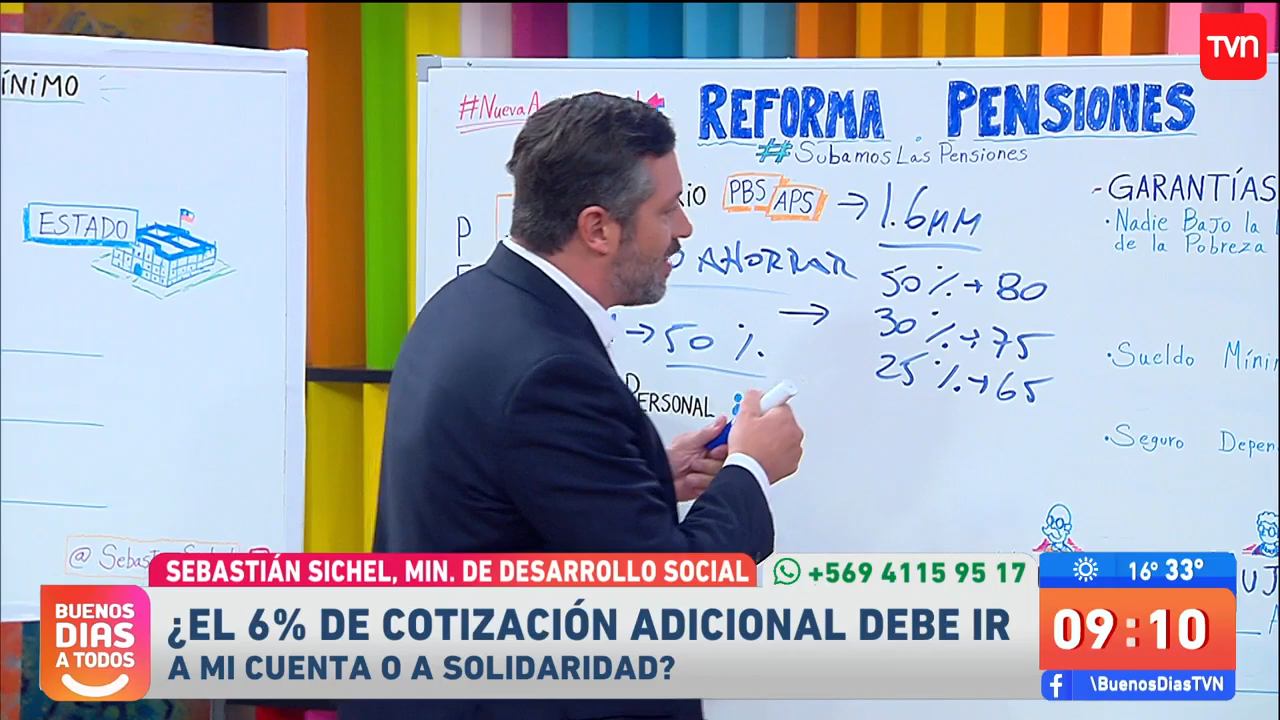 TVN
ÍNIMO
#Nueva
REFORMA PENSIONES
#SubamosLasPensiones
PBS
APS
→ 1.6MM
-GARANTÍAS
•Nadie Bajo la
de la Pobreza
ESTADO
AHORRAR
50% → 80
→ 50%
→
30% → 75
25% → 65
•Sueldo Mínim
PERSONAL
•Seguro Depen
@Sebas
SEBASTIÁN SICHEL, MIN. DE DESARROLLO SOCIAL
+569 4115 95 17
16° 33°
BUENOS
DIAS
A TODOS
¿EL 6% DE COTIZACIÓN ADICIONAL DEBE IR
A MI CUENTA O A SOLIDARIDAD?
09:10
\BuenosDiasTVN